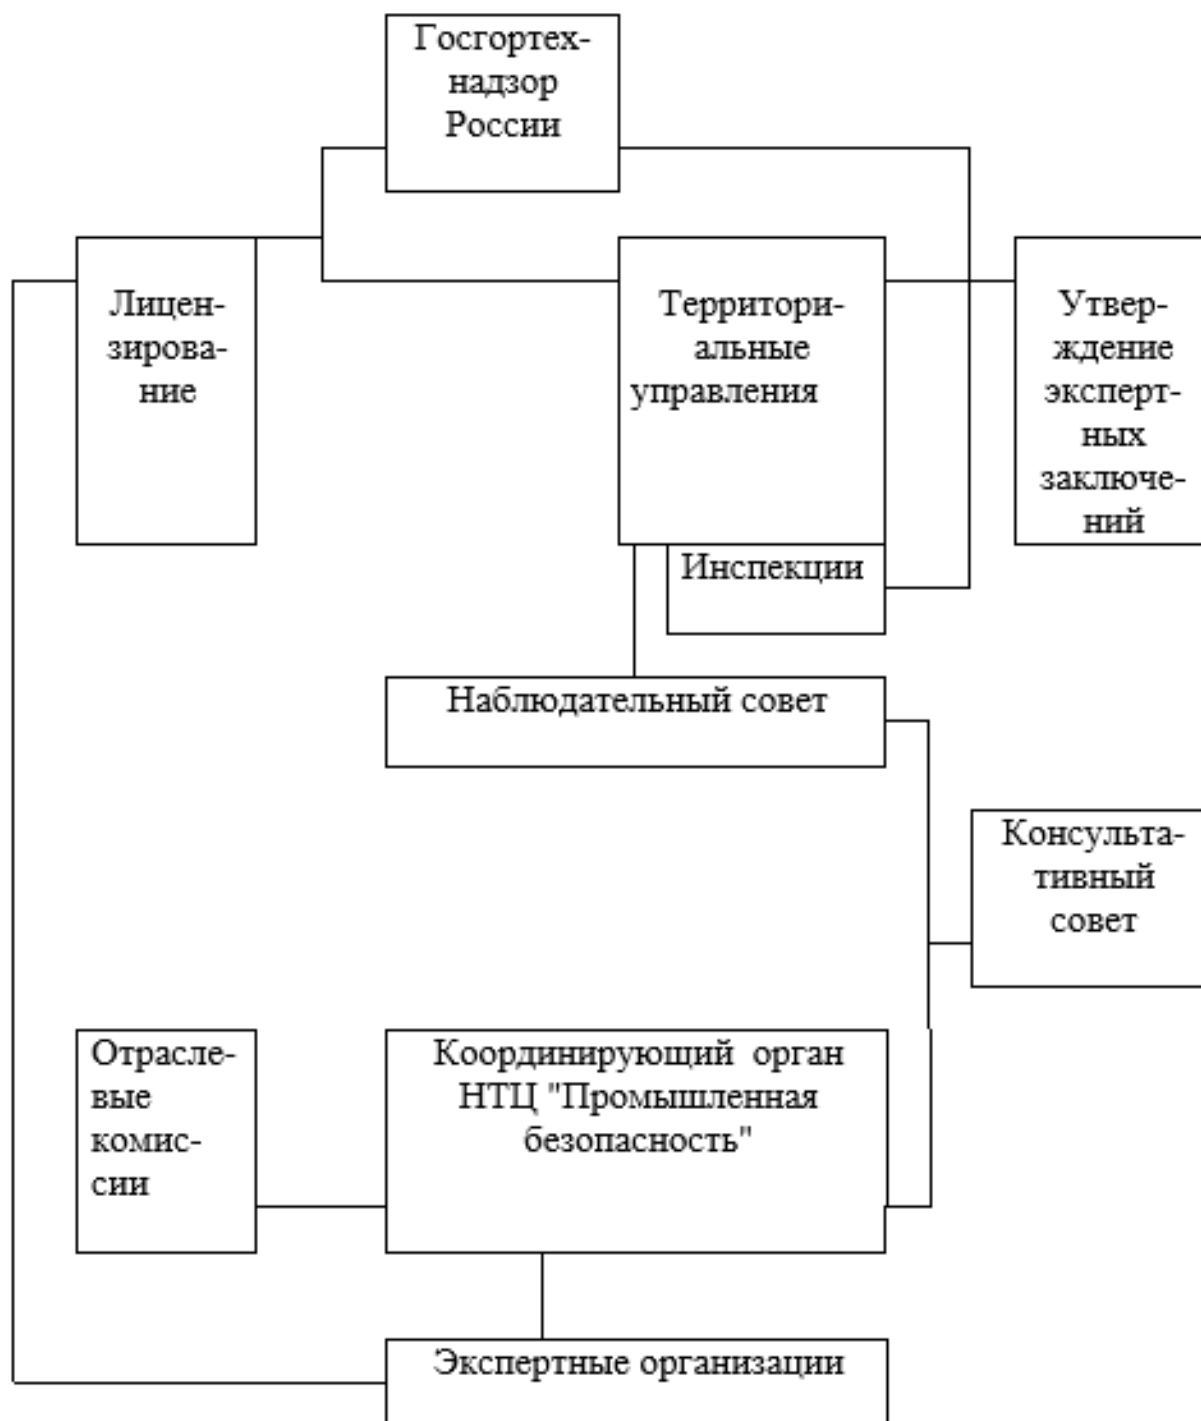 Госгортех-
надзор
России
Лицен-
зирова-
ние
Территори-
альные
управления
Утвер-
ждение
эксперт-
ных
заключе-
ний
Инспекции
Наблюдательный совет
Консульта-
тивный
совет
Отрасле-
вые
комис-
сии
Координирующий орган
НТЦ "Промышленная
безопасность"
Экспертные организации